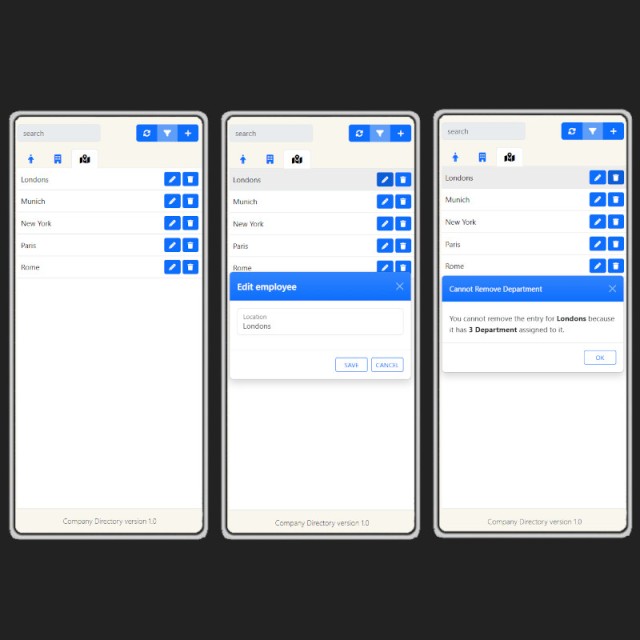 search
Londons
Munich
New York
Paris
Rome
Company Directory version 1.0
search
Londons
Munich
New York
Paris
Rome
Edit employee
Location
Londons
SAVE
CANCEL
Company Directory version 1.0
search
Londons
Munich
New York
Paris
Rome
Cannot Remove Department
You cannot remove the entry for Londons because
it has 3 Department assigned to it.
OK
Company Directory version 1.0